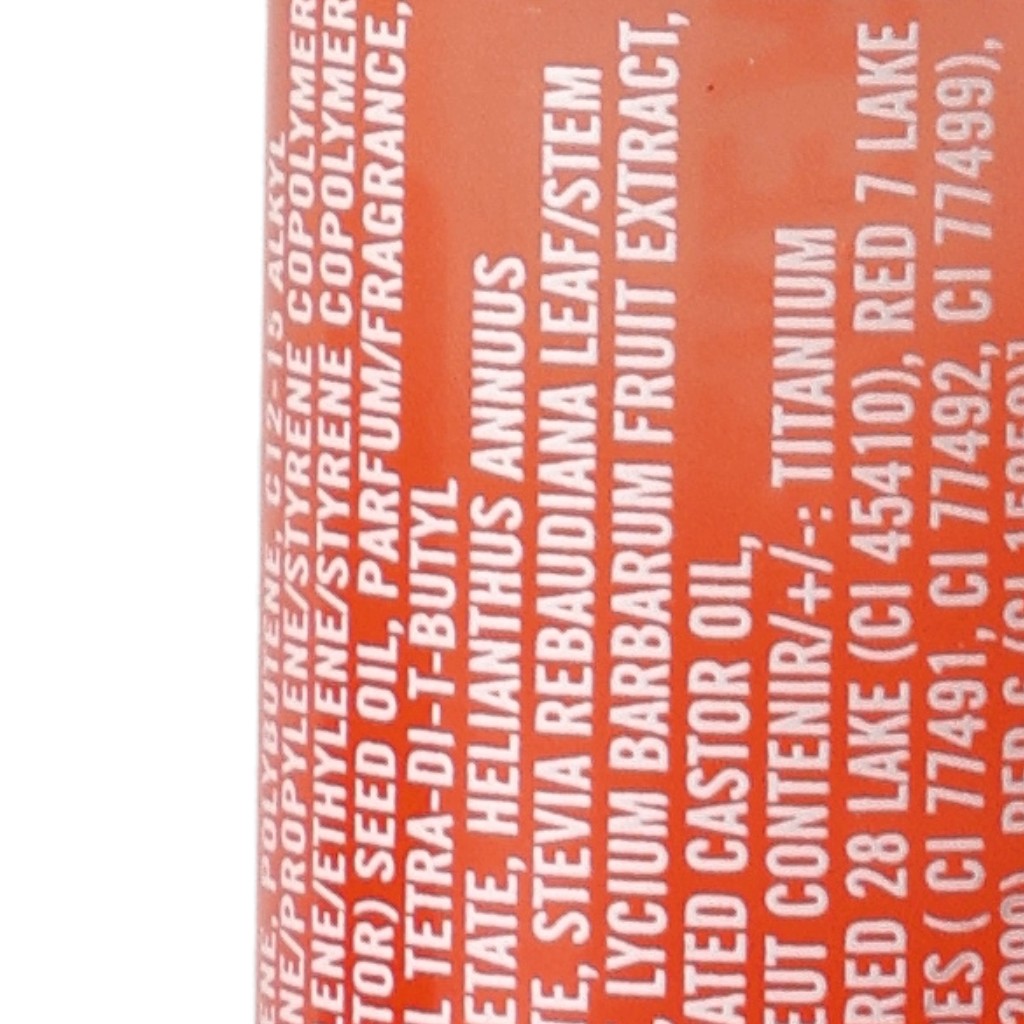 ENE, POLYBUTENE, C12-15 ALKYL
NE/PROPYLENE/STYRENE COPOLYMER
LENE/ETHYLENE/STYRENE COPOLYMER
TOR) SEED OIL, PARFUM/FRAGRANCE,
L TETRA-DI-T-BUTYL
ETATE, HELIANTHUS ANNUUS
TE, STEVIA REBAUDIANA LEAF/STEM
, LYCIUM BARBARUM FRUIT EXTRACT,
ATED CASTOR OIL,
EUT CONTENIR/+/-: TITANIUM
RED 28 LAKE (CI 45410), RED 7 LAKE
IES ( CI 77491, CI 77492, CI 77499),